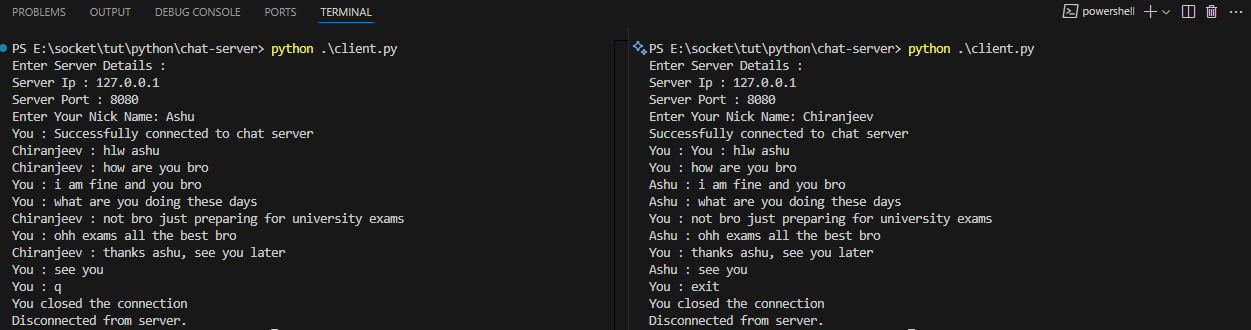 PROBLEMS OUTPUT DEBUG CONSOLE PORTS TERMINAL powershell
PS E:\socket\tut\python\chat-server> python .\client.py
Enter Server Details :
Server Ip : 127.0.0.1
Server Port : 8080
Enter Your Nick Name: Ashu
You : Successfully connected to chat server
Chiranjeev : hlw ashu
Chiranjeev : how are you bro
You : i am fine and you bro
You : what are you doing these days
Chiranjeev : not bro just preparing for university exams
You : ohh exams all the best bro
Chiranjeev : thanks ashu, see you later
You : see you
You : q
You closed the connection
Disconnected from server.
PS E:\socket\tut\python\chat-server> python .\client.py
Enter Server Details :
Server Ip : 127.0.0.1
Server Port : 8080
Enter Your Nick Name: Chiranjeev
Successfully connected to chat server
You : You : hlw ashu
You : how are you bro
Ashu : i am fine and you bro
Ashu : what are you doing these days
You : not bro just preparing for university exams
Ashu : ohh exams all the best bro
You : thanks ashu, see you later
Ashu : see you
You : exit
You closed the connection
Disconnected from server.